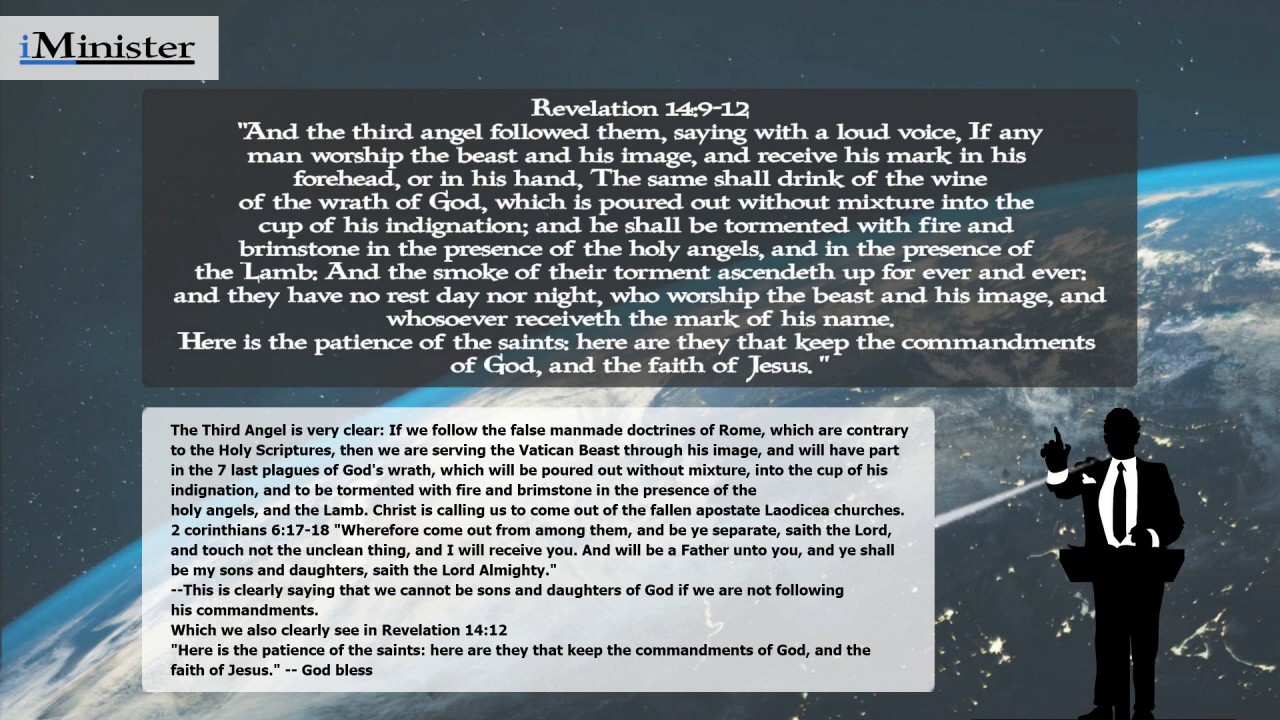 iMinister
Revelation 14:9-12
"And the third angel followed them, saying with a loud voice, If any
man worship the beast and his image, and receive his mark in his
forehead, or in his hand, The same shall drink of the wine
of the wrath of God, which is poured out without mixture into the
cup of his indignation; and he shall be tormented with fire and
brimstone in the presence of the holy angels, and in the presence of
the Lamb: And the smoke of their torment ascendeth up for ever and ever:
and they have no rest day nor night, who worship the beast and his image, and
whosoever receiveth the mark of his name.
Here is the patience of the saints: here are they that keep the commandments
of God, and the faith of Jesus. "
The Third Angel is very clear: If we follow the false manmade doctrines of Rome, which are contrary
to the Holy Scriptures, then we are serving the Vatican Beast through his image, and will have part
in the 7 last plagues of God's wrath, which will be poured out without mixture, into the cup of his
indignation, and to be tormented with fire and brimstone in the presence of the
holy angels, and the Lamb. Christ is calling us to come out of the fallen apostate Laodicea churches.
2 corinthians 6:17-18 "Wherefore come out from among them, and be ye separate, saith the Lord,
and touch not the unclean thing, and I will receive you. And will be a Father unto you, and ye shall
be my sons and daughters, saith the Lord Almighty."
--This is clearly saying that we cannot be sons and daughters of God if we are not following
his commandments.
Which we also clearly see in Revelation 14:12
"Here is the patience of the saints: here are they that keep the commandments of God, and the
faith of Jesus." -- God bless